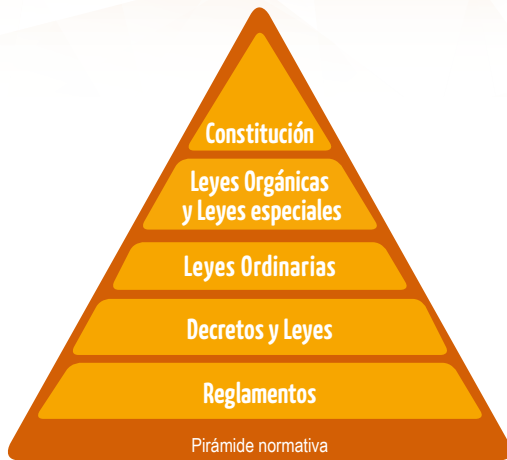 Constitución
Leyes Orgánicas
y Leyes especiales
Leyes Ordinarias
Decretos y Leyes
Reglamentos
Pirámide normativa